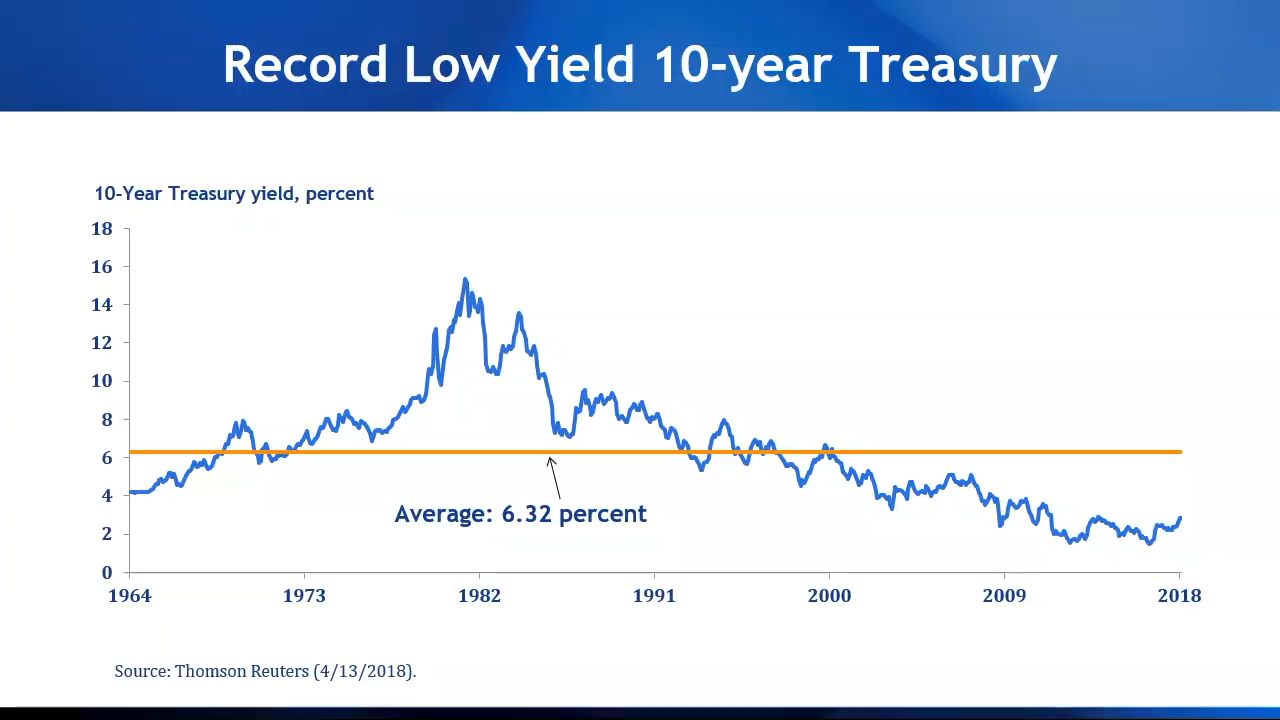 Record Low Yield 10-year Treasury
10-Year Treasury yield, percent
18
16
14
12
10
8
6
4
2
0
Average: 6.32 percent
1964 1973 1982 1991 2000 2009 2018
Source: Thomson Reuters (4/13/2018).